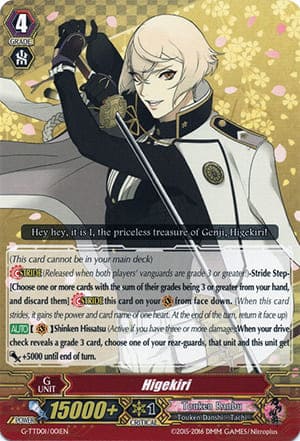 4
GRADE
Hey hey, it is I, the priceless treasure of Genji, Higekiri!
(This card cannot be in your main deck)
STRIDE (Released when both players' vanguards are grade 3 or greater!)-Stride Step-
[Choose one or more cards with the sum of their grades being 3 or greater from your hand,
and discard them] STRIDE this card on your from face down. (When this card
strides, it gains the power and card name of one heart. At the end of the turn, return it face up)
AUTO : [Shinken Hissatsu (Active if you have three or more damage)] When your drive
check reveals a grade 3 card, choose one of your rear-guards, that unit and this unit get
+5000 until end of turn.
G
UNIT
Higekiri
POWER
15000+
1
CRITICAL
Touken Ranbu
Touken Danshi - Tachi
G-TTD01/001EN
©2015-2016 DMM GAMES/Nitroplus